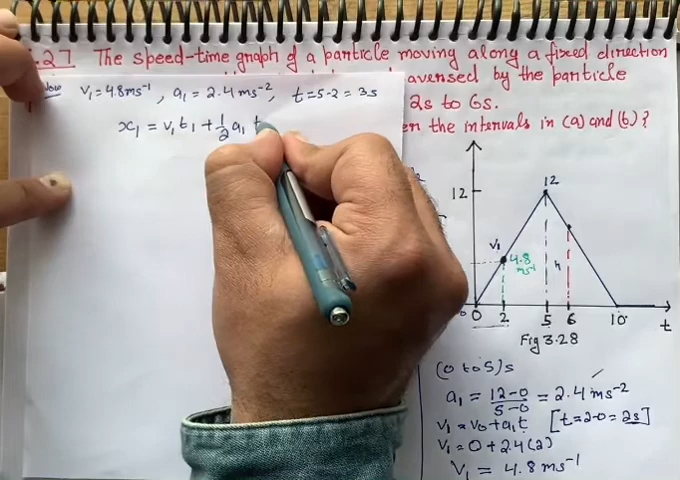 .27 The speed-time graph of a particle moving along a fixed direction
aversed by the particle
2s to 6s.
the intervals in (a) and (b)?
Now V₁=4.8ms⁻¹, a₁ = 2.4ms⁻², t=5-2=3s
x₁ = V₁t₁ + ½a₁t
12
12
V₁
4.8
ms⁻¹
h
0 2 5 6 10 t
Fig 3.28
(0 to 5)s
a₁ = 12-0/5-0 = 2.4 ms⁻²
V₁ = V₀+a₁t [t=2-0=2s]
V₁ = 0+2.4(2)
V₁ = 4.8 ms⁻¹